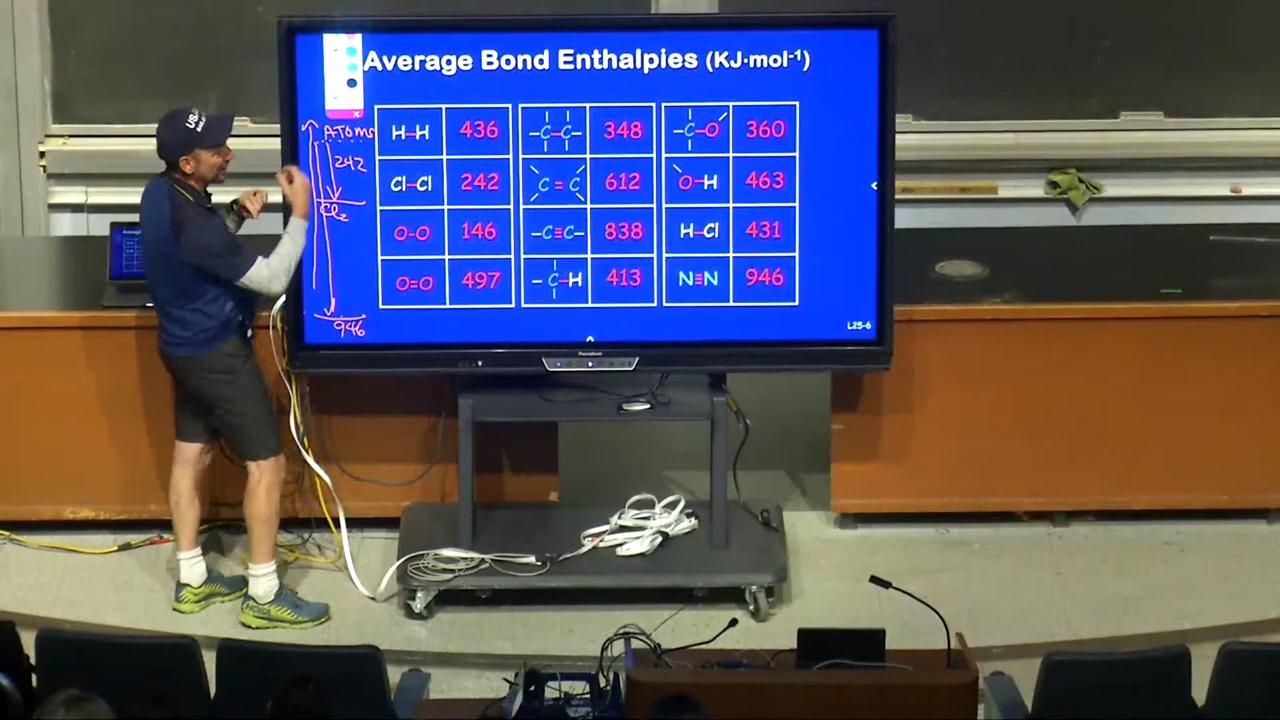 Average Bond Enthalpies (KJ·mol⁻¹)
H-H 436
Cl-Cl 242
O-O 146
O=O 497
-C-C- 348
C=C 612
-C≡C- 838
-C-H 413
-C-O 360
O-H 463
H-Cl 431
N≡N 946
ATOMS
242
Cl₂
946
L25-6
US